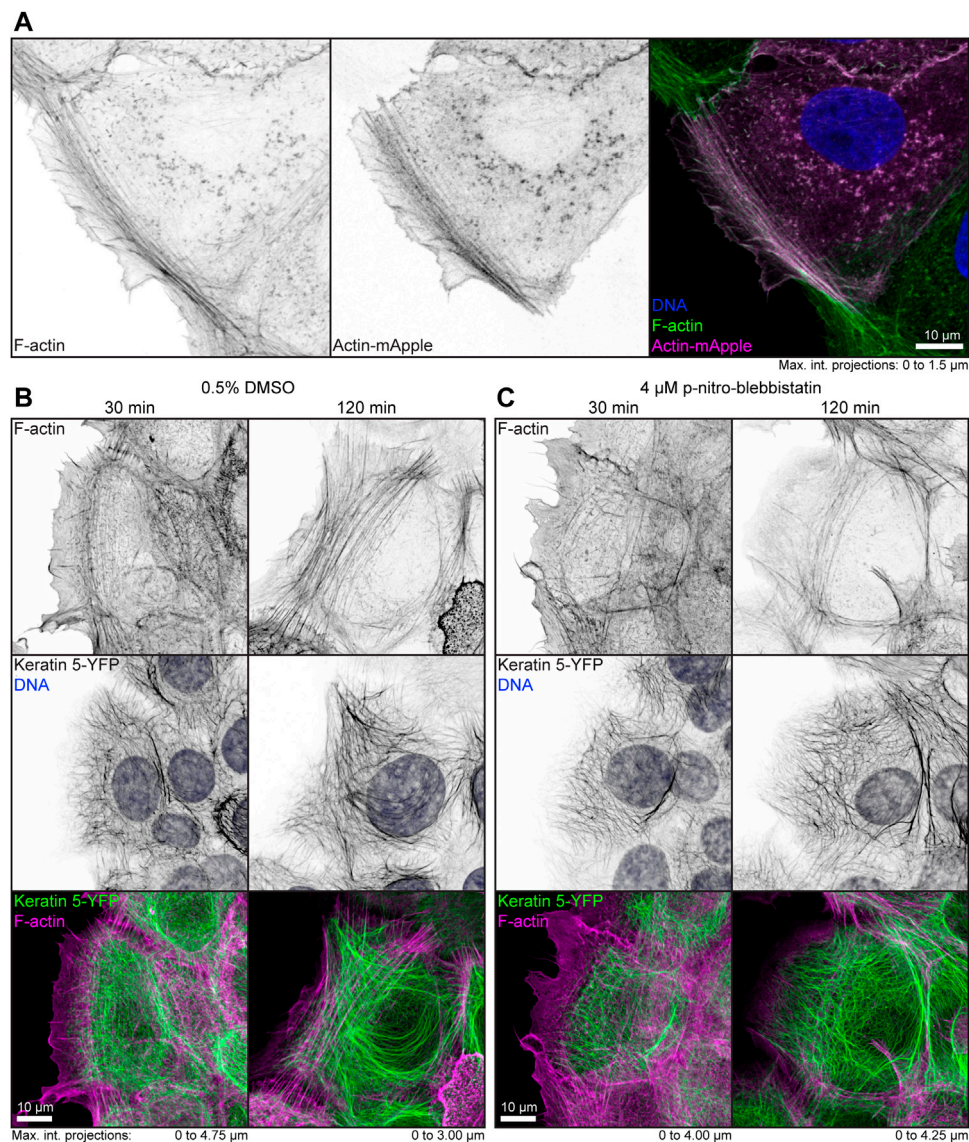 A
F-actin
Actin-mApple
DNA
F-actin
Actin-mApple
10 µm
Max. int. projections: 0 to 1.5 µm
B
0.5% DMSO
30 min
120 min
F-actin
Keratin 5-YFP
DNA
Keratin 5-YFP
F-actin
10 µm
Max. int. projections:
0 to 4.75 µm
0 to 3.00 µm
C
4 µM p-nitro-blebbistatin
30 min
120 min
F-actin
Keratin 5-YFP
DNA
Keratin 5-YFP
F-actin
10 µm
0 to 4.00 µm
0 to 4.25 µm